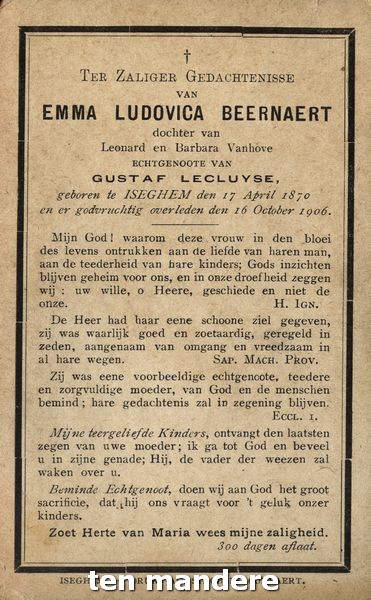 †
TER ZALIGER GEDACHTENISSE
VAN
EMMA LUDOVICA BEERNAERT
dochter van
Leonard en Barbara Vanhove
ECHTGENOOTE VAN
GUSTAF LECLUYSE,
geboren te ISEGHEM den 17 April 1870
en er godvruchtig overleden den 16 October 1906.
Mijn God! waarom deze vrouw in den bloei
des levens ontrukken aan de liefde van haren man,
aan de teederheid van hare kinders; Gods inzichten
blijven geheim voor ons, en in onze droefheid zeggen
wij : uw wille, o Heere, geschiede en niet de
onze. H. IGN.
De Heer had haar eene schoone ziel gegeven,
zij was waarlijk goed en zoetaardig, geregeld in
zeden, aangenaam van omgang en vreedzaam in
al hare wegen. SAP. MACH. PROV.
Zij was eene voorbeeldige echtgenoote, teedere
en zorgvuldige moeder, van God en de menschen
bemind; hare gedachtenis zal in zegening blijven.
ECCL. I.
Mijne teergeliefde Kinders, ontvangt den laatsten
zegen van uwe moeder; ik ga tot God en beveel
u in zijne genade; Hij, de vader der weezen zal
waken over u.
Beminde Echtgenoot, doen wij aan God het groot
sacrificie, dat hij ons vraagt voor 't geluk onzer
kinders.
Zoet Herte van Maria wees mijne zaligheid.
300 dagen aflaat.
ten mandere